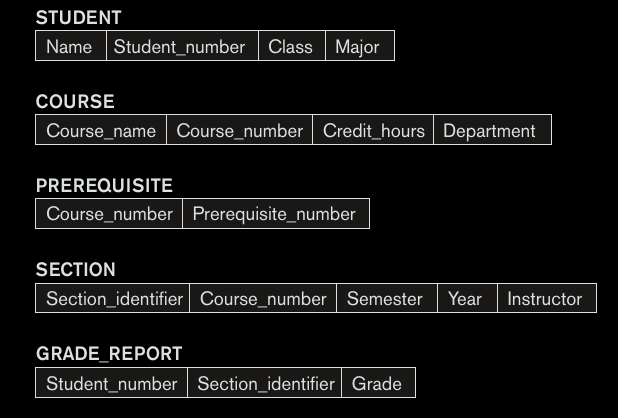 STUDENT
Name Student_number Class Major
COURSE
Course_name Course_number Credit_hours Department
PREREQUISITE
Course_number Prerequisite_number
SECTION
Section_identifier Course_number Semester Year Instructor
GRADE_REPORT
Student_number Section_identifier Grade